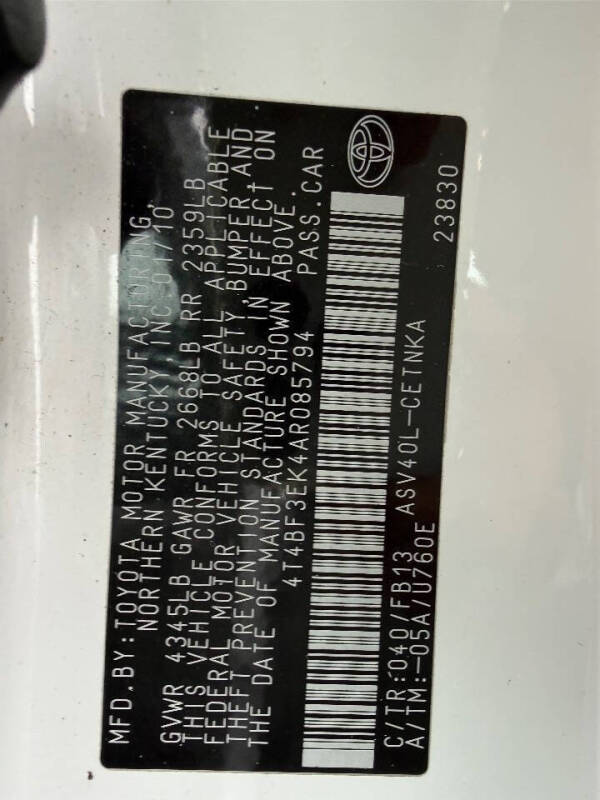 MFD.BY:TOYOTA MOTOR MANUFACTURING,
NORTHERN KENTUCKY, INC. 01/10
GVWR 4345LB GAWR FR 2668LB RR 2359LB
THIS VEHICLE CONFORMS TO ALL APPLICABLE
FEDERAL MOTOR VEHICLE SAFETY, BUMPER, AND
THEFT PREVENTION STANDARDS IN EFFECT ON
THE DATE OF MANUFACTURE SHOWN ABOVE.
4T4BF3EK4AR085794 PASS.CAR
C/TR:040/FB13 ASV40L-CETNKA
A/TM:-05A/U760E 23830